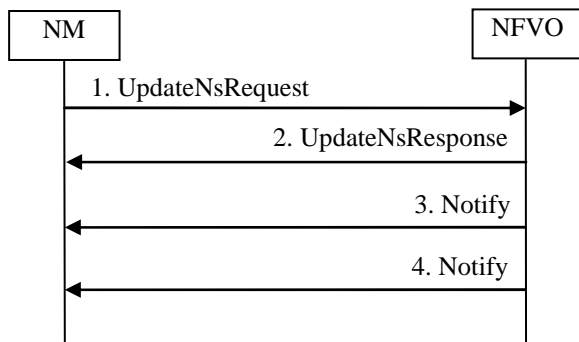 NM
NFVO
1. UpdateNsRequest
2. UpdateNsResponse
3. Notify
4. Notify